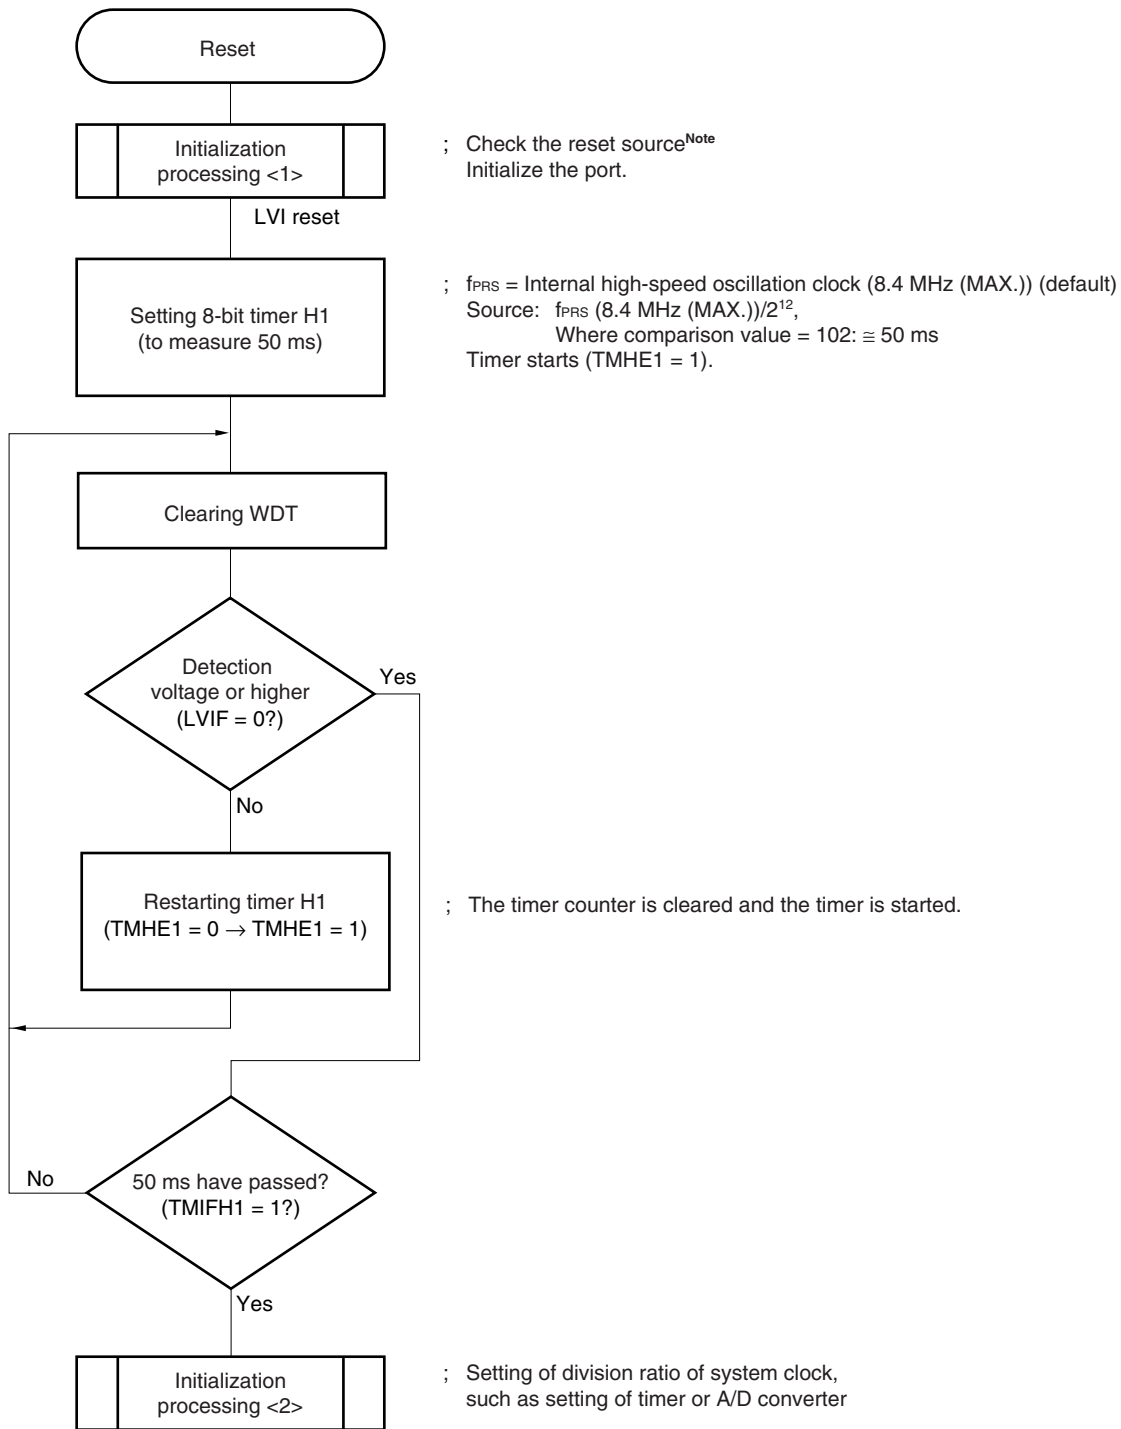 Reset
Initialization
processing <1>
; Check the reset sourceNote
Initialize the port.
LVI reset
Setting 8-bit timer H1
(to measure 50 ms)
; fPRS = Internal high-speed oscillation clock (8.4 MHz (MAX.)) (default)
Source: fPRS (8.4 MHz (MAX.))/2¹²,
Where comparison value = 102: ≅ 50 ms
Timer starts (TMHE1 = 1).
Clearing WDT
Detection
voltage or higher
(LVIF = 0?)
Yes
No
Restarting timer H1
(TMHE1 = 0 → TMHE1 = 1)
; The timer counter is cleared and the timer is started.
50 ms have passed?
(TMIFH1 = 1?)
No
Yes
Initialization
processing <2>
; Setting of division ratio of system clock,
such as setting of timer or A/D converter